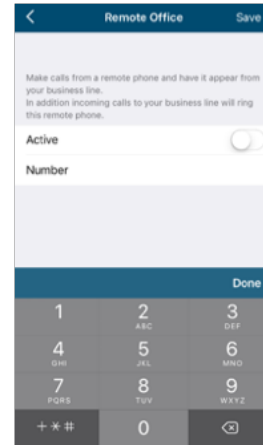 Remote Office
Save
Make calls from a remote phone and have it appear from
your business line.
In addition incoming calls to your business line will ring
this remote phone.
Active
Number
Done
1
2
ABC
3
DEF
4
GHI
5
JKL
6
MNO
7
PQRS
8
TUV
9
WXYZ
+*#
0